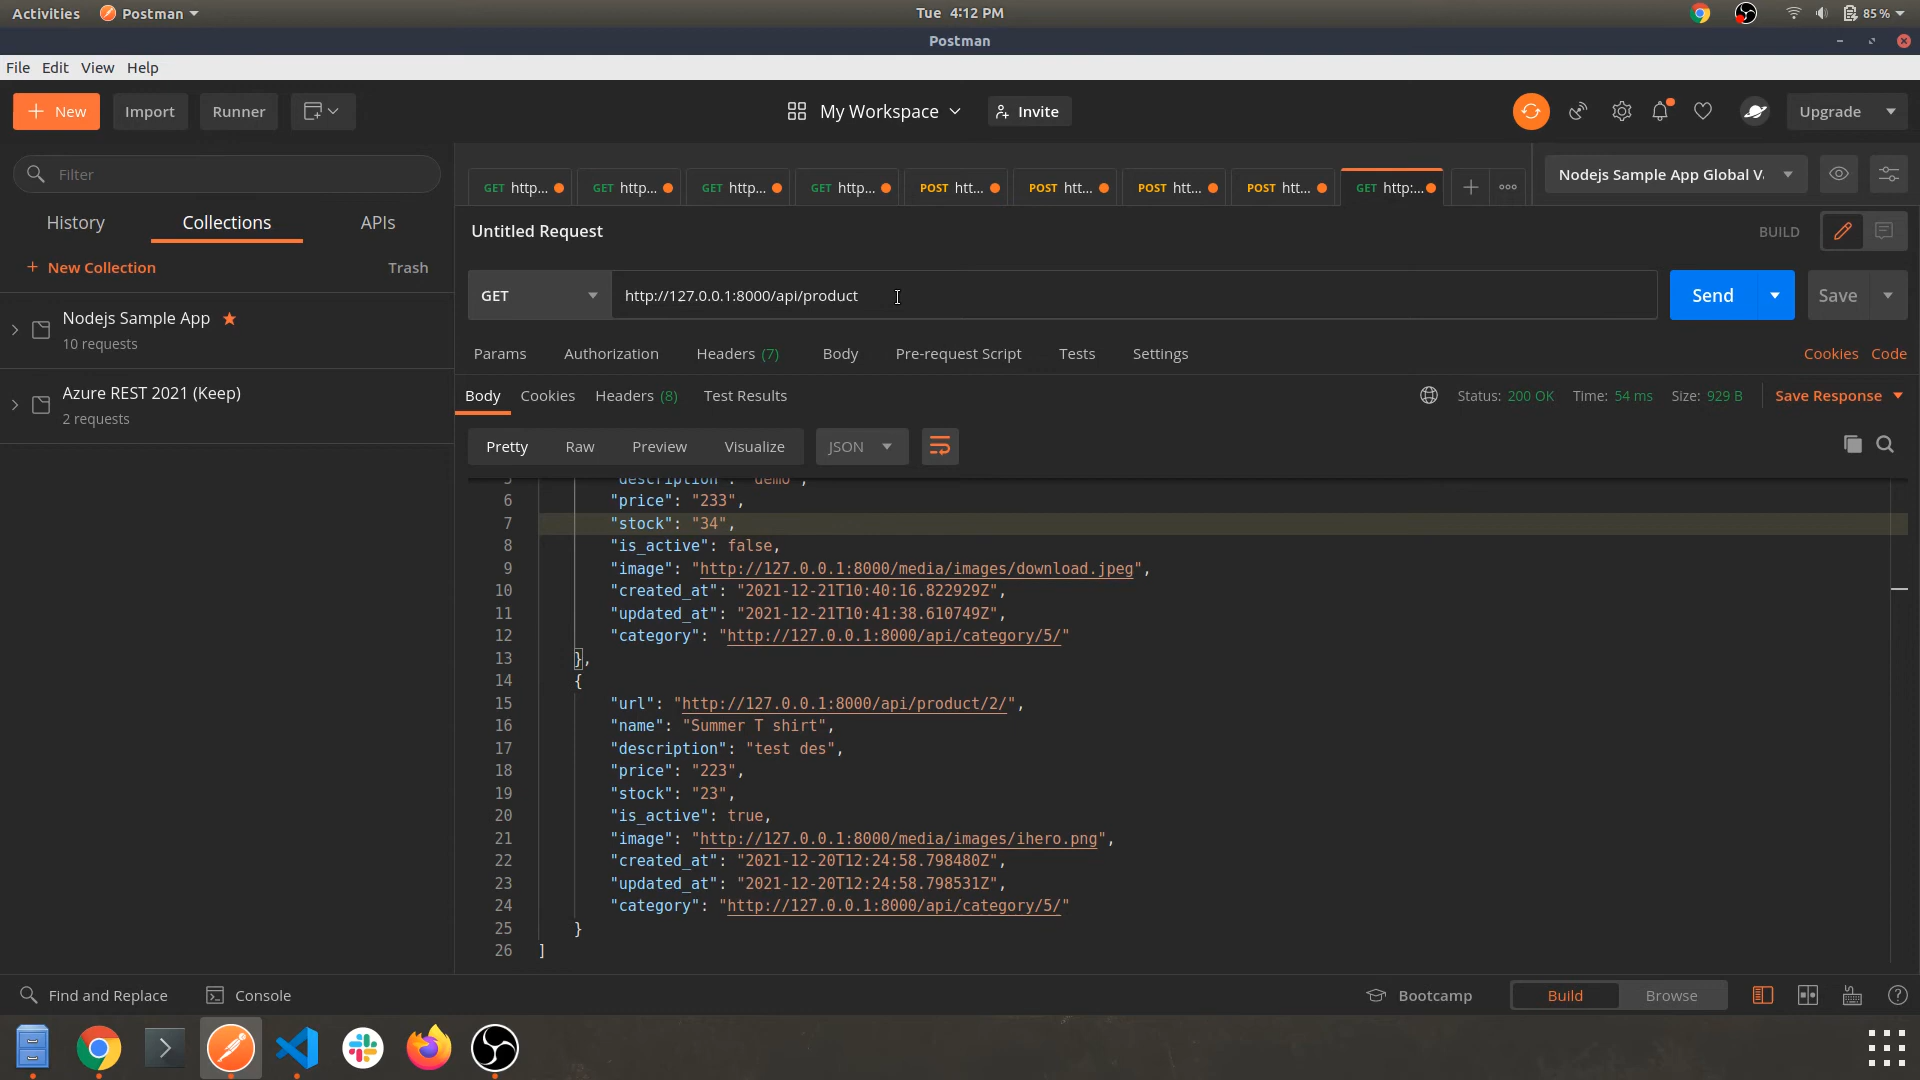 Activities Postman Tue 4:12 PM 85%
Postman
File Edit View Help
+ New Import Runner My Workspace Invite Upgrade
Filter
History Collections APIs
+ New Collection Trash
Nodejs Sample App
10 requests
Azure REST 2021 (Keep)
2 requests
GET http... GET http... GET http... GET http... POST htt... POST htt... POST htt... POST htt... GET http:... + ... Nodejs Sample App Global V
Untitled Request BUILD
GET http://127.0.0.1:8000/api/product Send Save
Params Authorization Headers (7) Body Pre-request Script Tests Settings Cookies Code
Body Cookies Headers (8) Test Results Status: 200 OK Time: 54 ms Size: 929 B Save Response
Pretty Raw Preview Visualize JSON
5 "description": "demo",
6 "price": "233",
7 "stock": "34",
8 "is_active": false,
9 "image": "http://127.0.0.1:8000/media/images/download.jpeg",
10 "created_at": "2021-12-21T10:40:16.822929Z",
11 "updated_at": "2021-12-21T10:41:38.610749Z",
12 "category": "http://127.0.0.1:8000/api/category/5/"
13 },
14 {
15 "url": "http://127.0.0.1:8000/api/product/2/",
16 "name": "Summer T shirt",
17 "description": "test des",
18 "price": "223",
19 "stock": "23",
20 "is_active": true,
21 "image": "http://127.0.0.1:8000/media/images/ihero.png",
22 "created_at": "2021-12-20T12:24:58.798480Z",
23 "updated_at": "2021-12-20T12:24:58.798531Z",
24 "category": "http://127.0.0.1:8000/api/category/5/"
25 }
26 ]
Find and Replace Console Bootcamp Build Browse